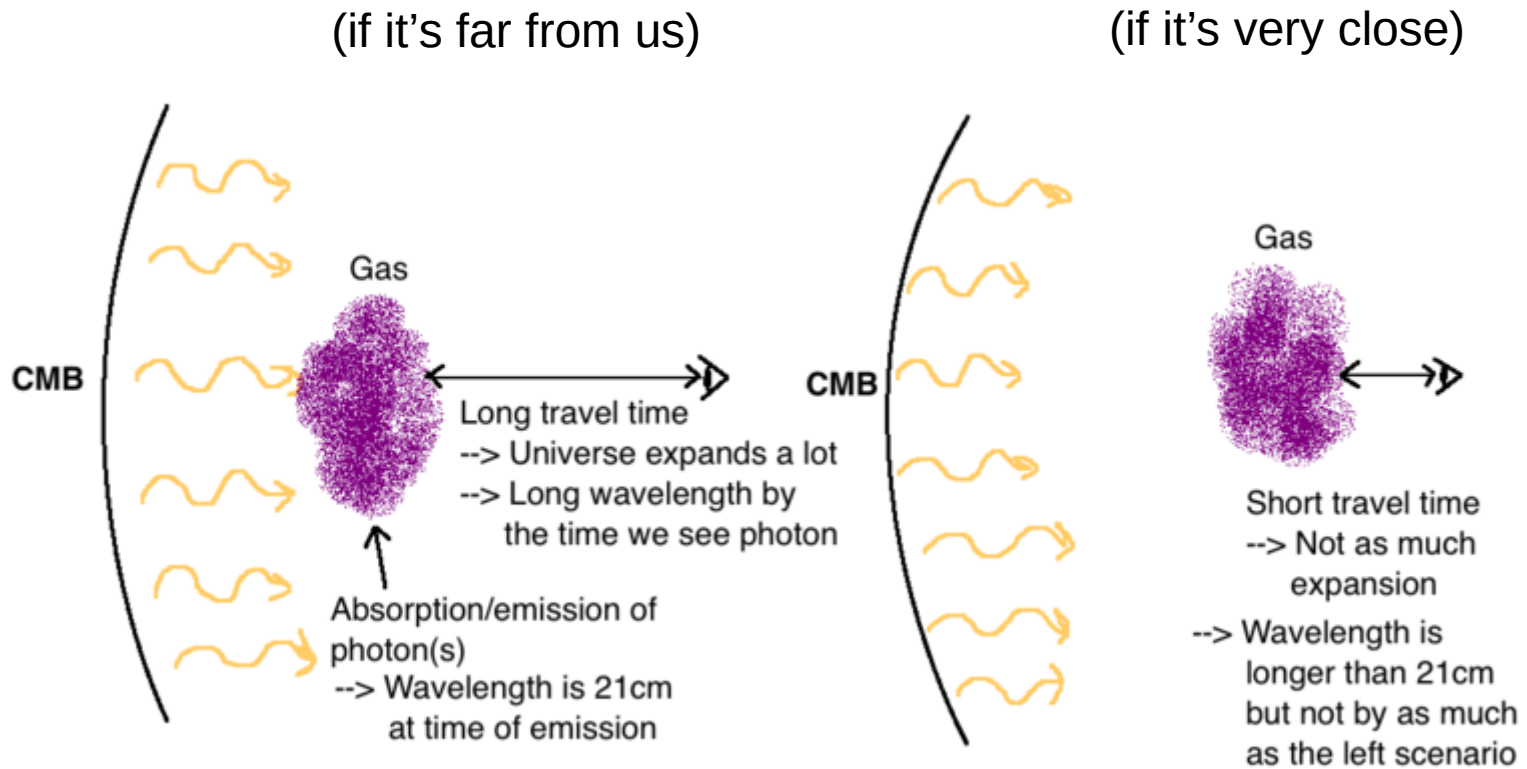 (if it’s far from us)
Gas
CMB
Long travel time
--> Universe expands a lot
--> Long wavelength by
the time we see photon
Absorption/emission of
photon(s)
--> Wavelength is 21cm
at time of emission
(if it’s very close)
Gas
CMB
Short travel time
--> Not as much
expansion
--> Wavelength is
longer than 21cm
but not by as much
as the left scenario